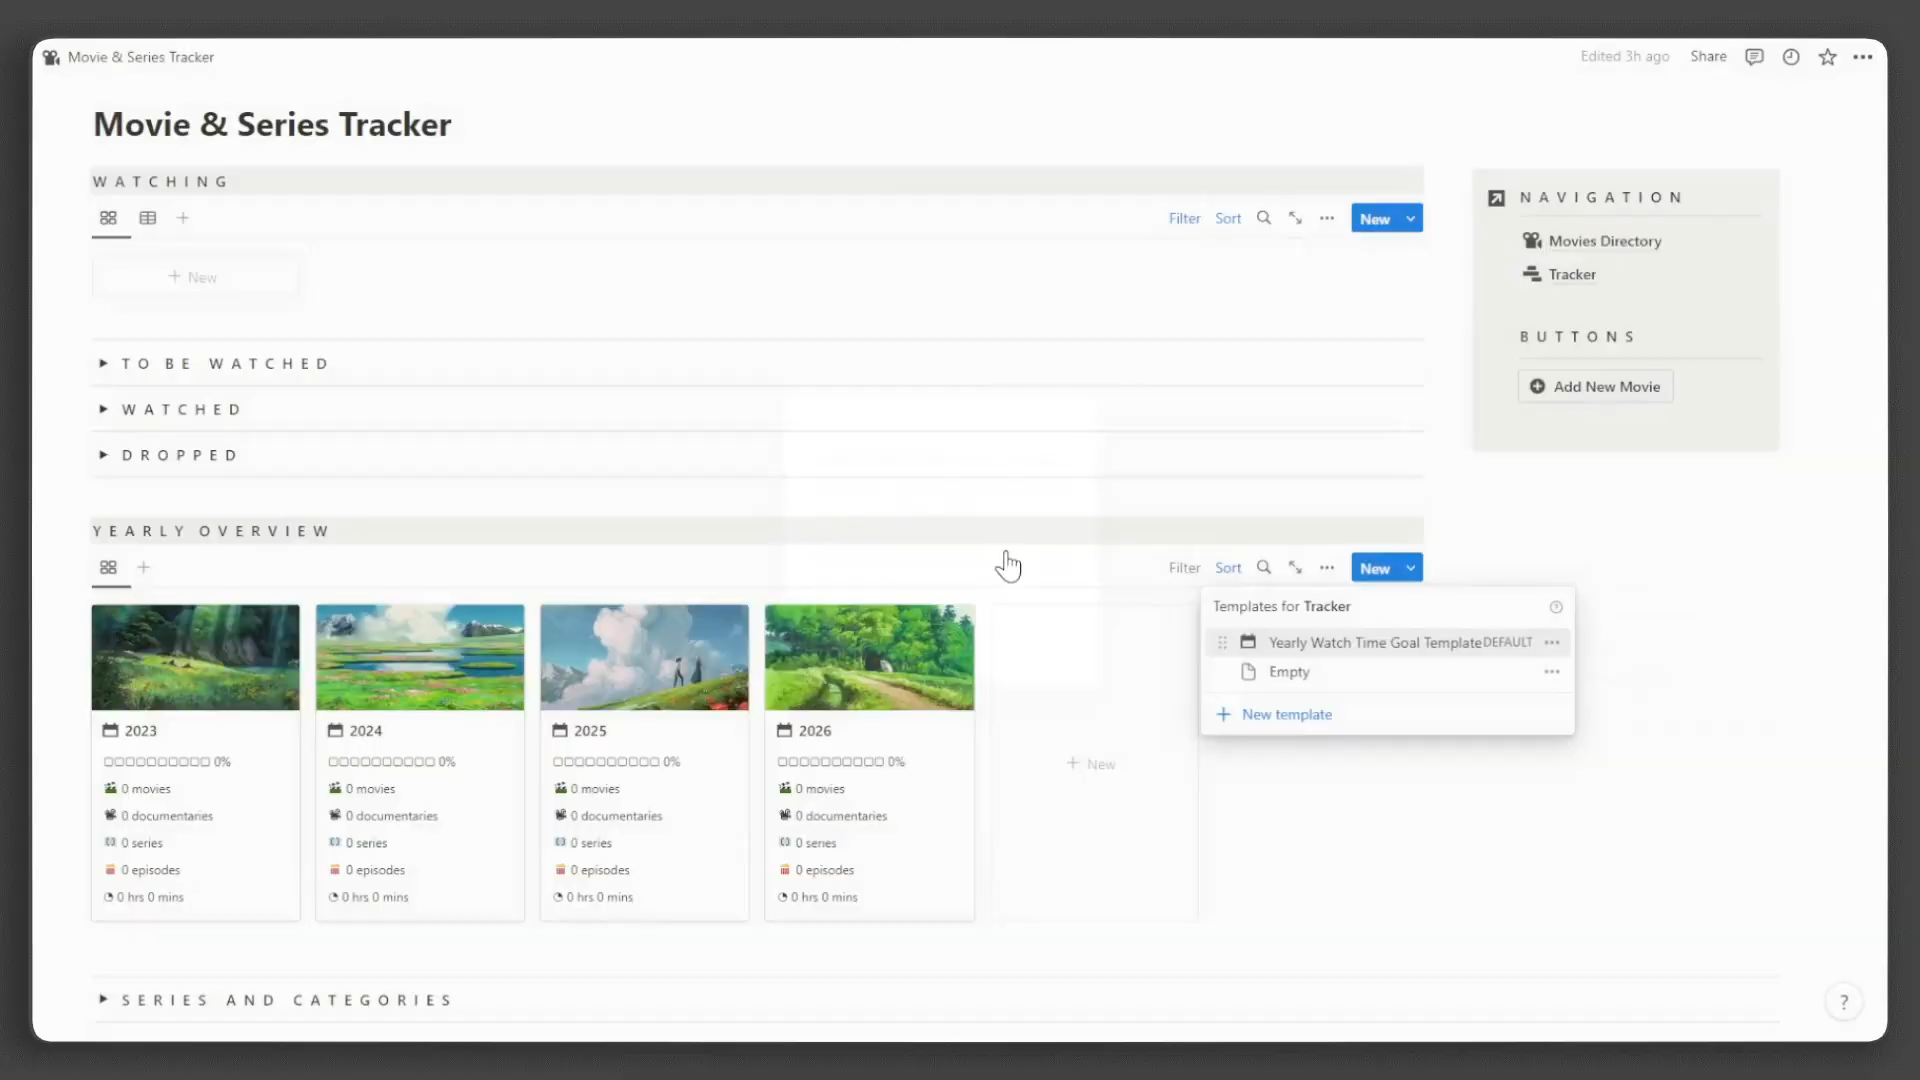 Movie & Series Tracker
Edited 3h ago
Share
Movie & Series Tracker
WATCHING
Filter
Sort
New
+ New
TO BE WATCHED
WATCHED
DROPPED
NAVIGATION
Movies Directory
Tracker
BUTTONS
Add New Movie
YEARLY OVERVIEW
Filter
Sort
New
Templates for Tracker
Yearly Watch Time Goal Template DEFAULT
Empty
+ New template
2023
0%
0 movies
0 documentaries
0 series
0 episodes
0 hrs 0 mins
2024
0%
0 movies
0 documentaries
0 series
0 episodes
0 hrs 0 mins
2025
0%
0 movies
0 documentaries
0 series
0 episodes
0 hrs 0 mins
2026
0%
0 movies
0 documentaries
0 series
0 episodes
0 hrs 0 mins
+ New
SERIES AND CATEGORIES
?